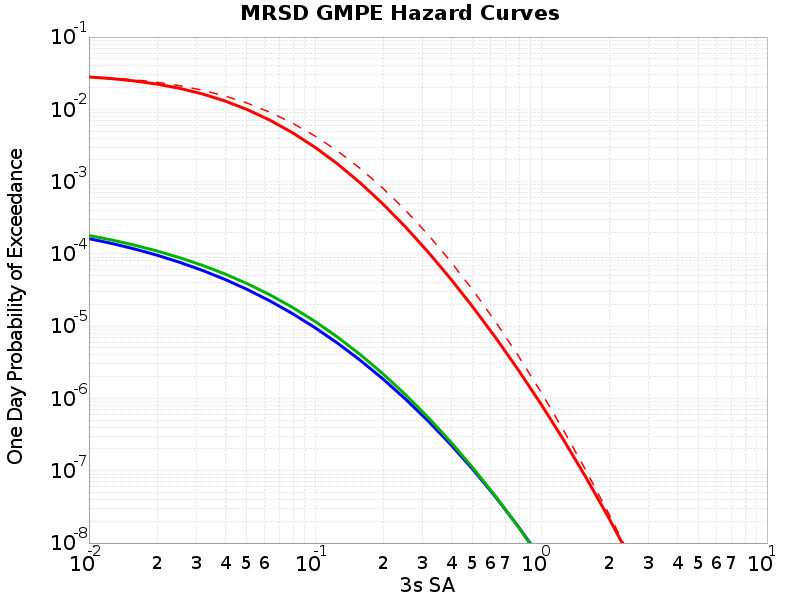 MRSD GMPE Hazard Curves
One Day Probability of Exceedance
10^-1
10^-2
10^-3
10^-4
10^-5
10^-6
10^-7
10^-8
10^-2 2 3 4 5 6 10^-1 2 3 4 5 6 7 10^0 2 3 4 5 6 7 10^1
3s SA